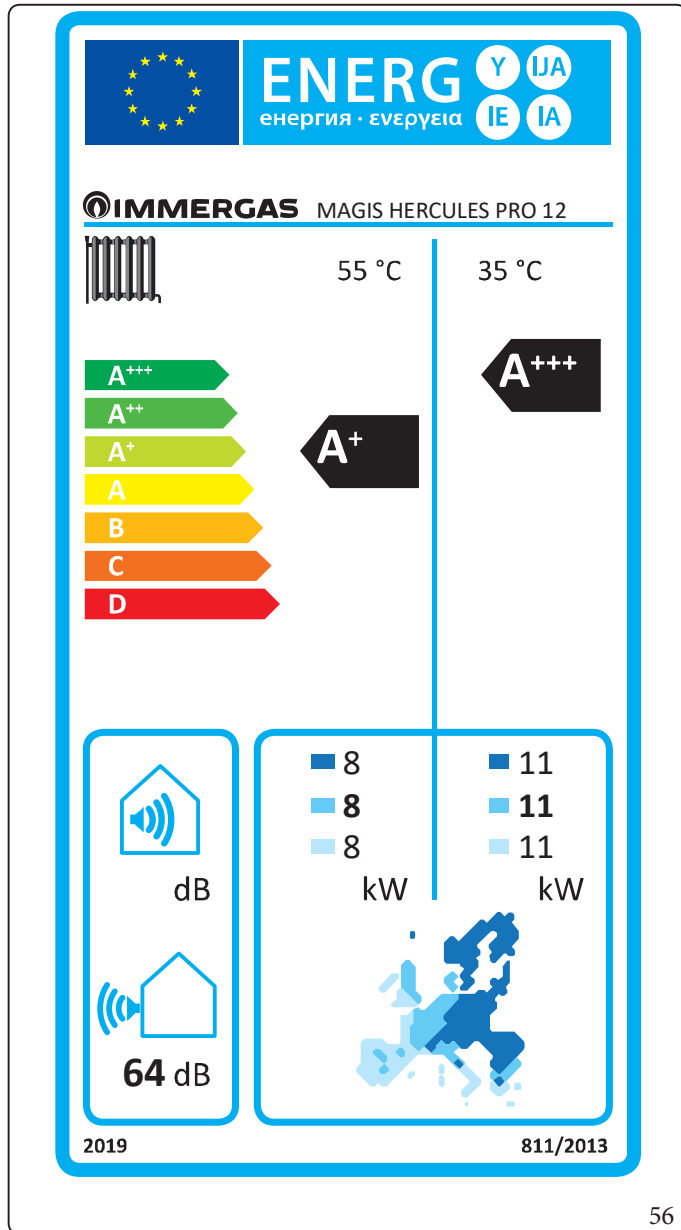 ENERG Y IJA
енергия · ενεργεια IE IA
IMMERGAS MAGIS HERCULES PRO 12
55 °C 35 °C
A+++ A+++
A++
A+ A+
A
B
C
D
8 11
8 11
8 11
dB kW kW
64 dB
2019 811/2013
56